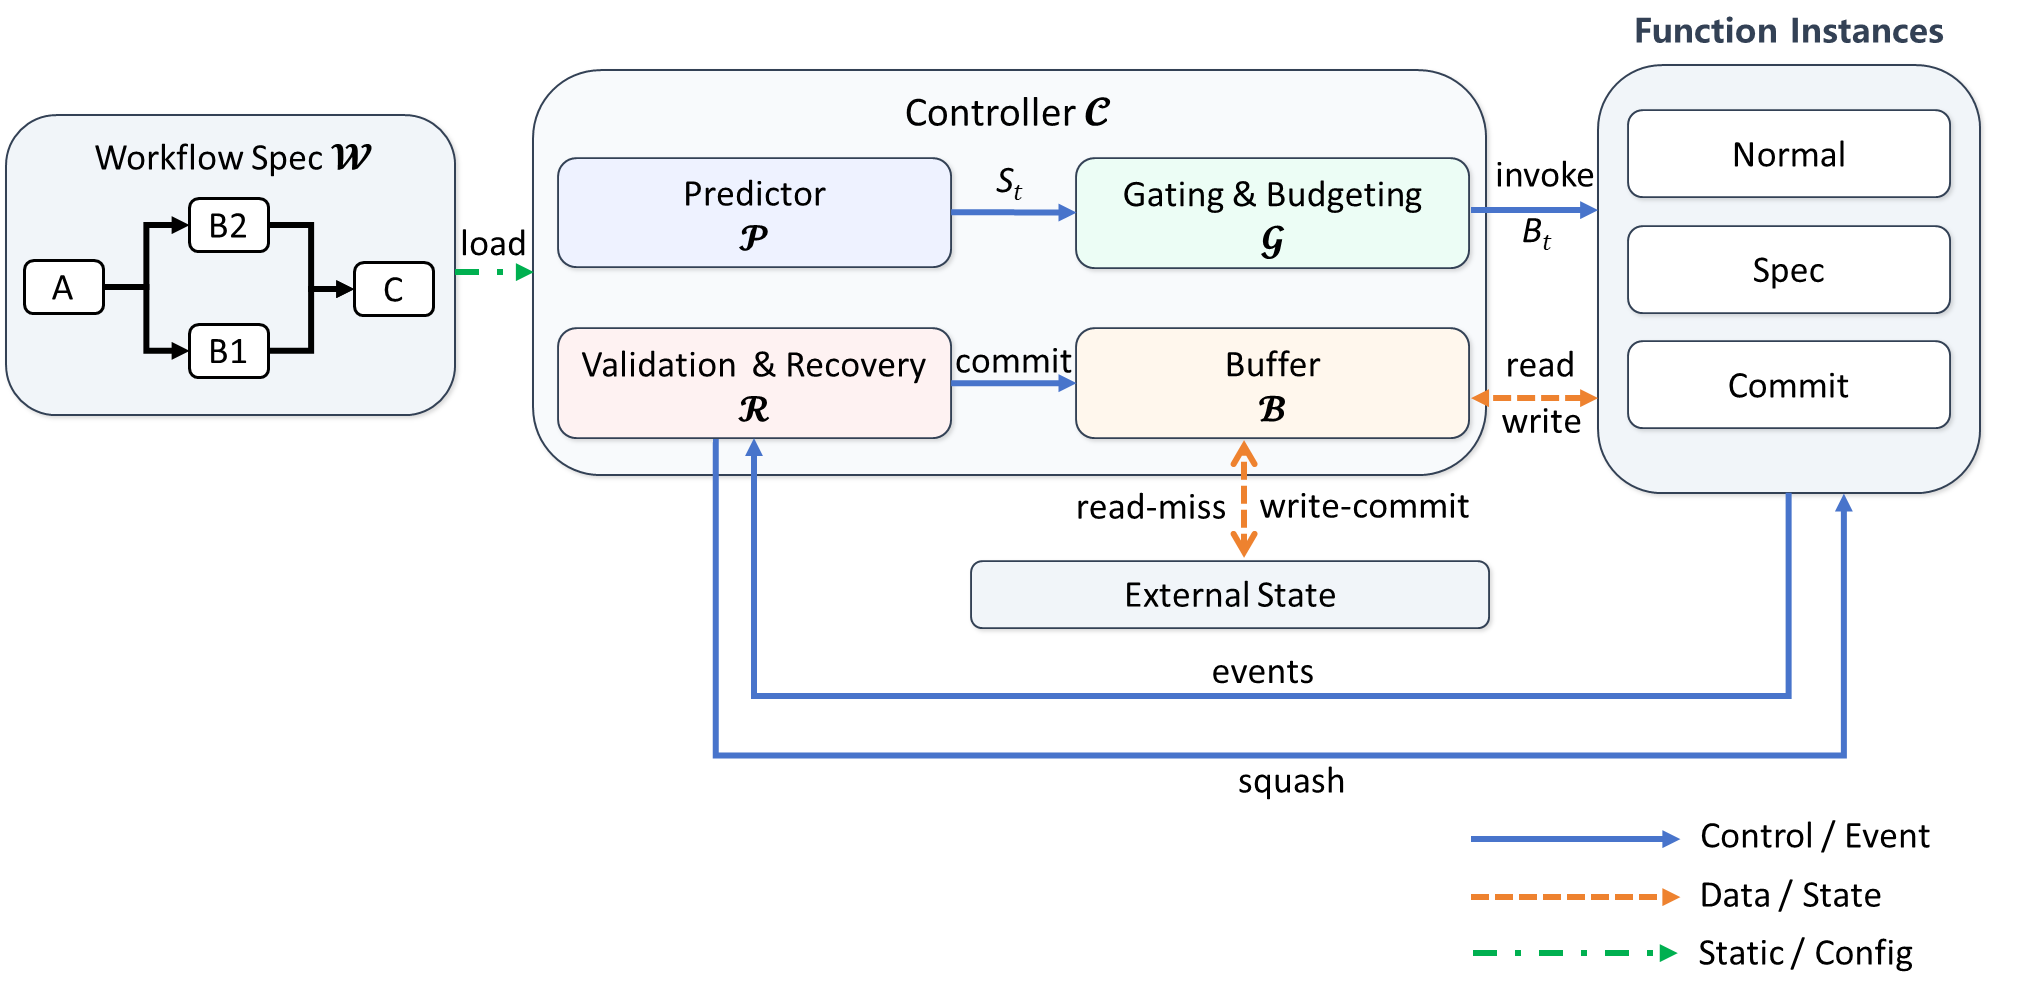 Function Instances
Workflow Spec 𝓦
A
B2
B1
C
load
Controller 𝓒
Predictor
𝓟
S_t
Gating & Budgeting
𝓖
invoke
B_t
Validation & Recovery
𝓡
commit
Buffer
𝓑
read
write
Normal
Spec
Commit
read-miss
write-commit
External State
events
squash
Control / Event
Data / State
Static / Config